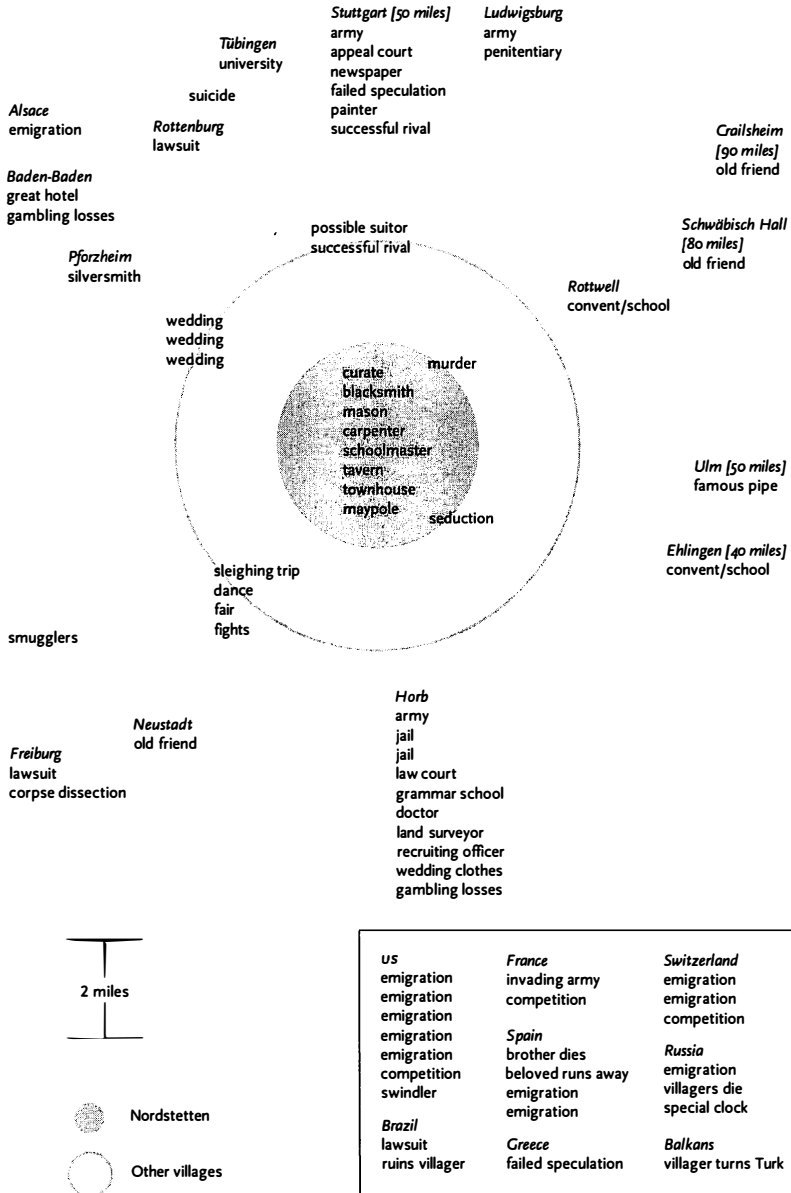 Stuttgart [50 miles]
army
appeal court
newspaper
failed speculation
painter
successful rival
Ludwigsburg
army
penitentiary
Tübingen
university
suicide
Alsace
emigration
Rottenburg
lawsuit
Crailsheim
[90 miles]
old friend
Baden-Baden
great hotel
gambling losses
Pforzheim
silversmith
possible suitor
successful rival
Schwäbisch Hall
[80 miles]
old friend
Rottwell
convent/school
wedding
wedding
wedding
murder
curate
blacksmith
mason
carpenter
schoolmaster
tavern
townhouse
maypole
seduction
Ulm [50 miles]
famous pipe
Ehlingen [40 miles]
convent/school
sleighing trip
dance
fair
fights
smugglers
Neustadt
old friend
Freiburg
lawsuit
corpse dissection
Horb
army
jail
jail
law court
grammar school
doctor
land surveyor
recruiting officer
wedding clothes
gambling losses
2 miles
Nordstetten
Other villages
US
emigration
emigration
emigration
emigration
emigration
competition
swindler
Brazil
lawsuit
ruins villager
France
invading army
competition
Spain
brother dies
beloved runs away
emigration
emigration
Greece
failed speculation
Switzerland
emigration
emigration
competition
Russia
emigration
villagers die
special clock
Balkans
villager turns Turk